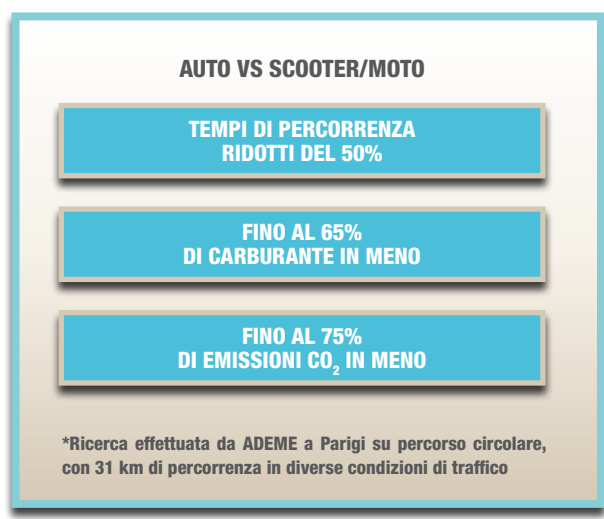 AUTO VS SCOOTER/MOTO
TEMPI DI PERCORRENZA
RIDOTTI DEL 50%
FINO AL 65%
DI CARBURANTE IN MENO
FINO AL 75%
DI EMISSIONI CO₂ IN MENO
*Ricerca effettuata da ADEME a Parigi su percorso circolare,
con 31 km di percorrenza in diverse condizioni di traffico